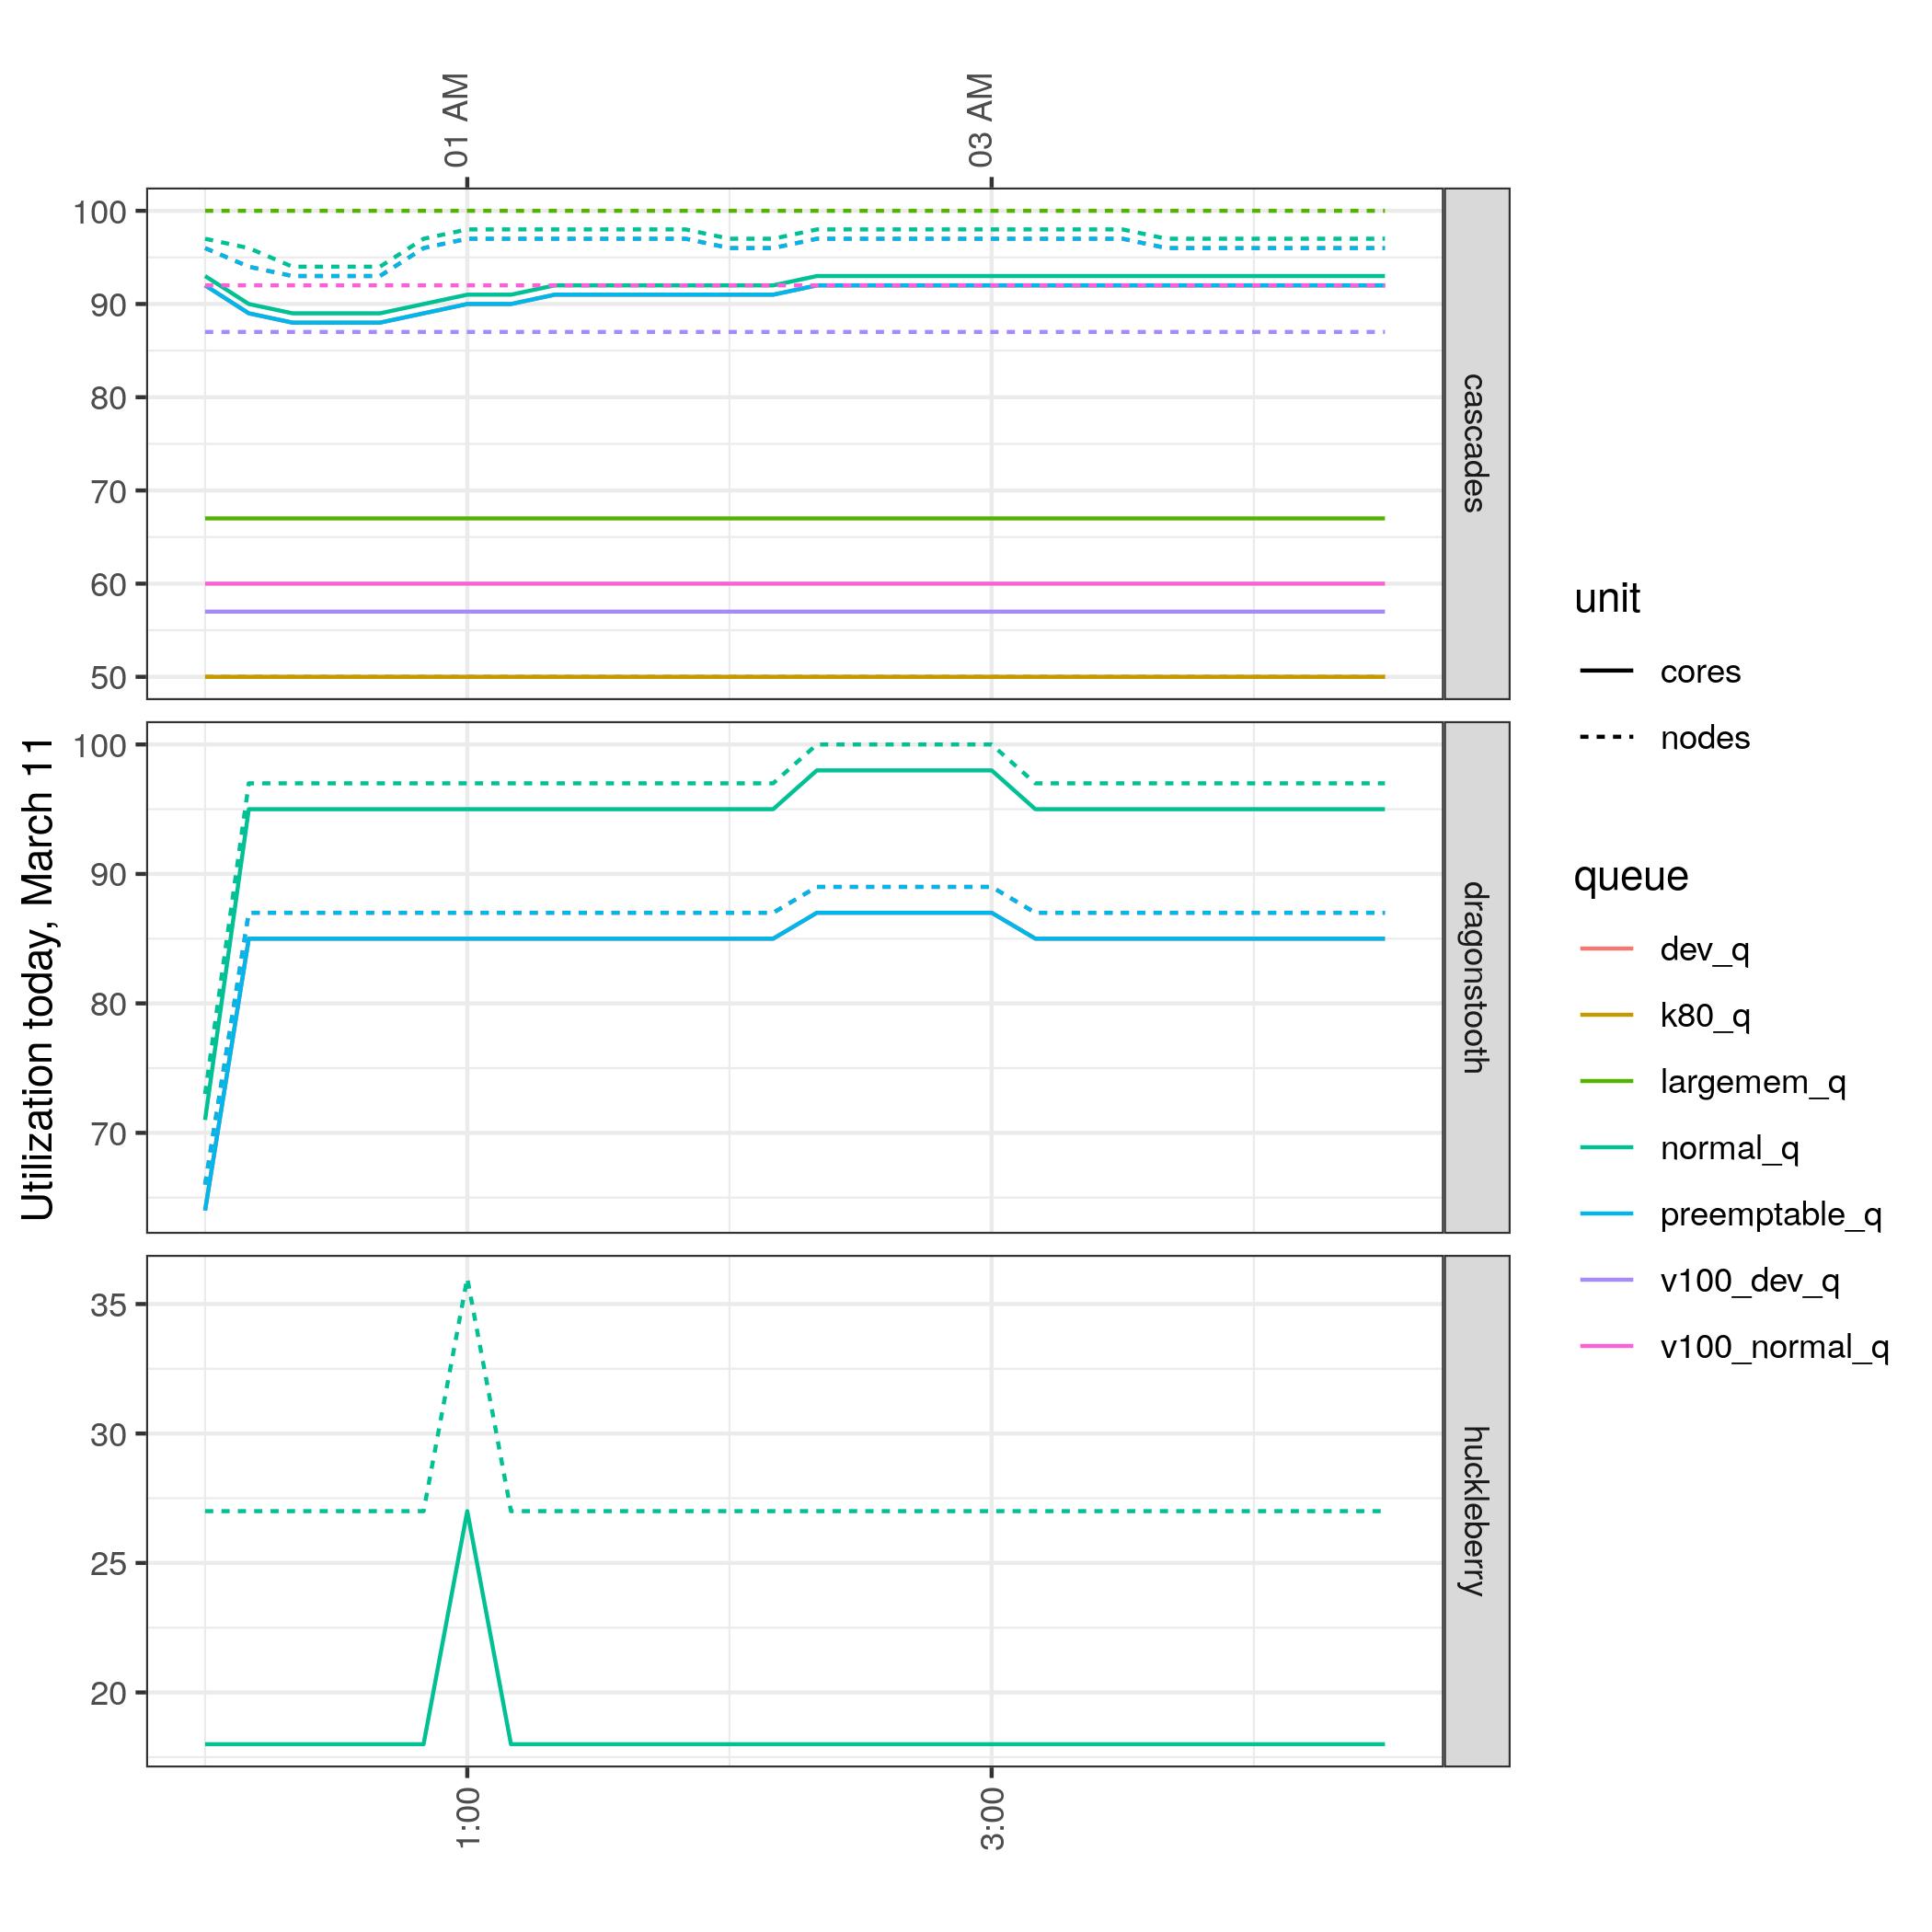 01 AM
03 AM
100
90
80
70
60
50
cascades
Utilization today, March 11
100
90
80
70
dragonstooth
35
30
25
20
huckleberry
1:00
3:00
unit
cores
nodes
queue
dev_q
k80_q
largemem_q
normal_q
preemptable_q
v100_dev_q
v100_normal_q